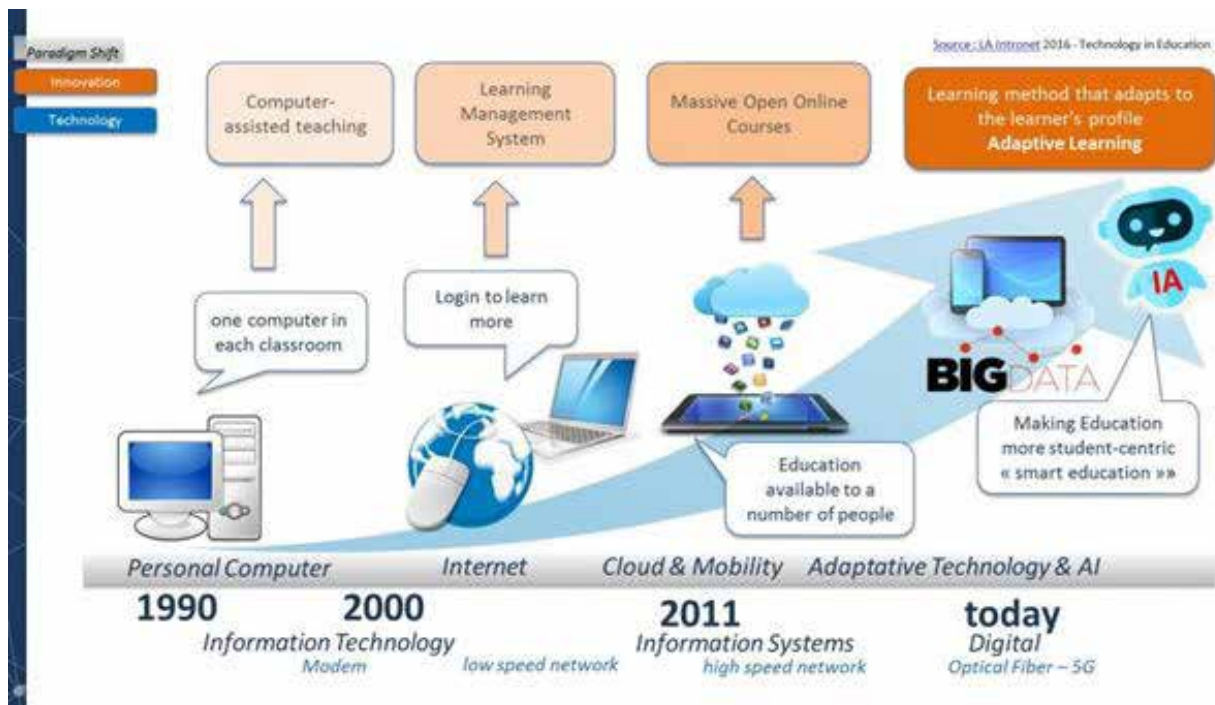 Paradigm Shift
Innovation
Technology
Source : LA Intronet 2016 - Technology in Education
Computer-
assisted teaching
Learning
Management
System
Massive Open Online
Courses
Learning method that adapts to
the learner's profile
Adaptive Learning
one computer in
each classroom
Login to learn
more
IA
BIGDATA
Education
available to a
number of people
Making Education
more student-centric
« smart education »»
Personal Computer
Internet
Cloud & Mobility
Adaptative Technology & AI
1990
2000
2011
today
Information Technology
Information Systems
Digital
Modem
low speed network
high speed network
Optical Fiber – 5G